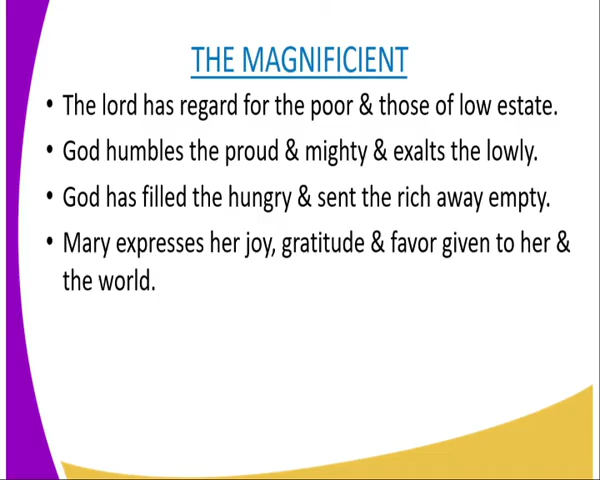 THE MAGNIFICIENT
• The lord has regard for the poor & those of low estate.
• God humbles the proud & mighty & exalts the lowly.
• God has filled the hungry & sent the rich away empty.
• Mary expresses her joy, gratitude & favor given to her &
the world.